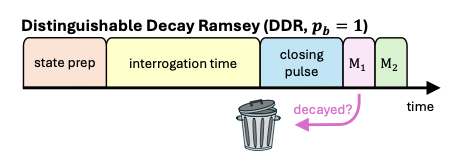 Distinguishable Decay Ramsey (DDR, p_b = 1)
state prep
interrogation time
closing
pulse
M₁
M₂
decayed?
time